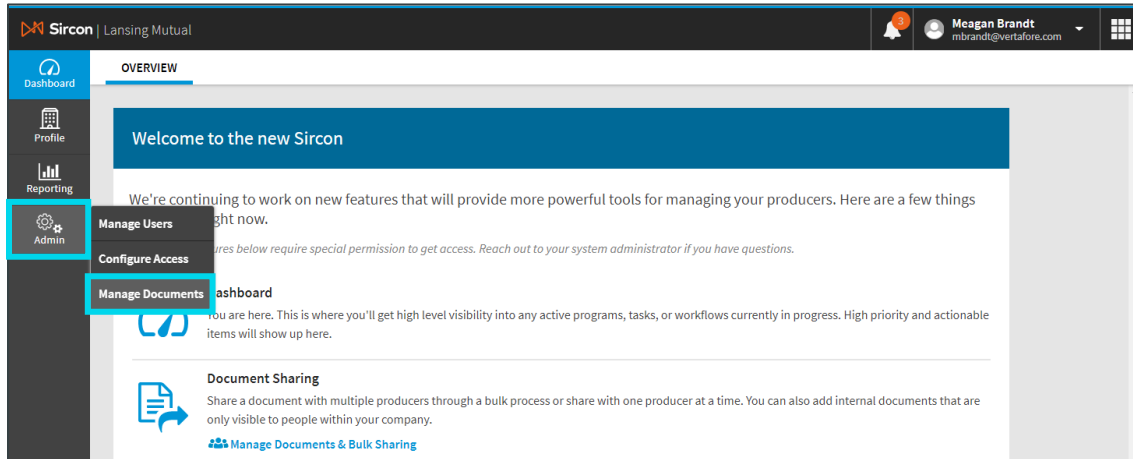 Sircon | Lansing Mutual
3
Meagan Brandt
mbrandt@vertafore.com
Dashboard
OVERVIEW
Profile
Reporting
Admin
Manage Users
Configure Access
Manage Documents
Welcome to the new Sircon
We're continuing to work on new features that will provide more powerful tools for managing your producers. Here are a few things
ght now.
ures below require special permission to get access. Reach out to your system administrator if you have questions.
ashboard
You are here. This is where you'll get high level visibility into any active programs, tasks, or workflows currently in progress. High priority and actionable
items will show up here.
Document Sharing
Share a document with multiple producers through a bulk process or share with one producer at a time. You can also add internal documents that are
only visible to people within your company.
Manage Documents & Bulk Sharing